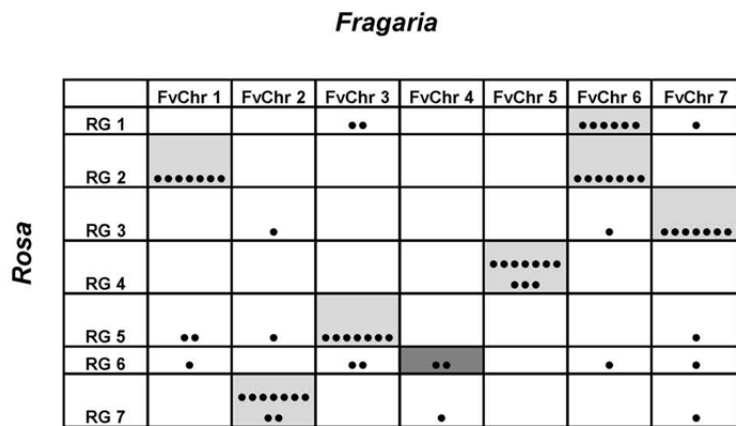 Fragaria
FvChr 1 FvChr 2 FvChr 3 FvChr 4 FvChr 5 FvChr 6 FvChr 7
Rosa
RG 1
RG 2
RG 3
RG 4
RG 5
RG 6
RG 7